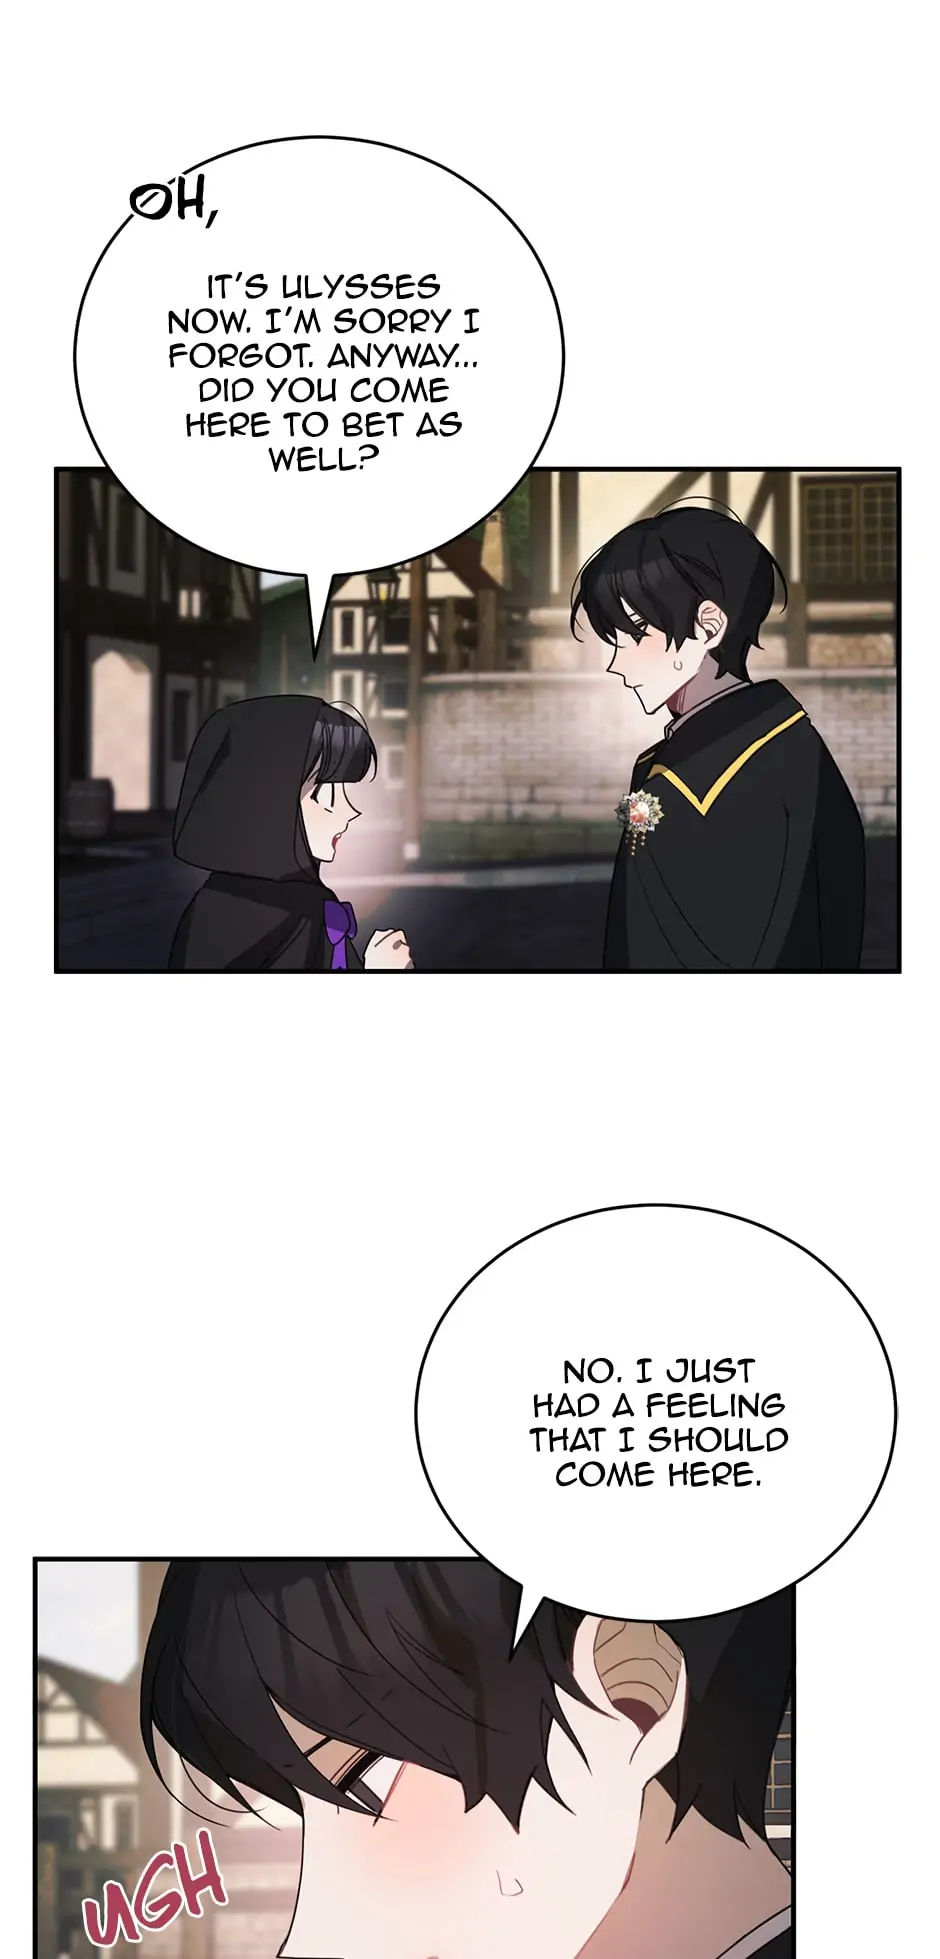 OH,
IT'S ULYSSES
NOW. I'M SORRY I
FORGOT. ANYWAY...
DID YOU COME
HERE TO BET AS
WELL?
NO. I JUST
HAD A FEELING
THAT I SHOULD
COME HERE.
UGH